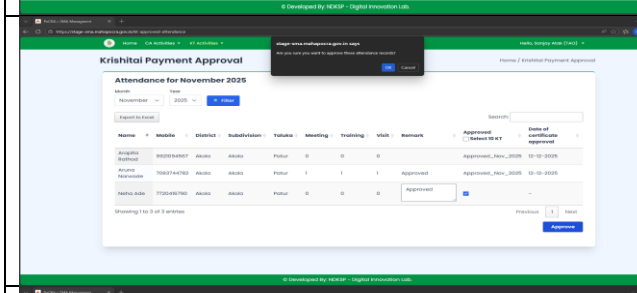 © Developed By: NDKSP - Digital Innovation Lab.
Home CA Activities KT Activities
Hello, Sanjay Atak (TAO)
stage-sma.mahapocra.gov.in says
Are you sure you want to approve these attendance records?
OK Cancel
Krishitai Payment Approval
Home / Krishitai Payment Approval
Attendance for November 2025
Month Year
November 2025 Filter
Export to Excel Search:
Name Mobile District Subdivision Taluka Meeting Training Visit Remark Approved Select 10 KT Date of certificate approval
Rathod Akola Akola Patur 0 0 0 Approved_Nov_2025 12-12-2025
Aruna Narwade Akola Akola Patur 1 1 1 Approved Approved_Nov_2025 12-12-2025
Neha Ade Akola Akola Patur 0 0 0 Approved -
Showing 1 to 3 of 3 entries
Previous 1 Next
Approve
© Developed By: NDKSP - Digital Innovation Lab.